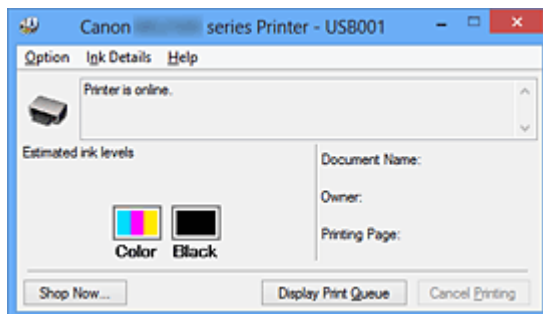 Canon series Printer - USB001
Option Ink Details Help
Printer is online.
Estimated ink levels
Document Name:
Owner:
Printing Page:
Color Black
Shop Now... Display Print Queue Cancel Printing